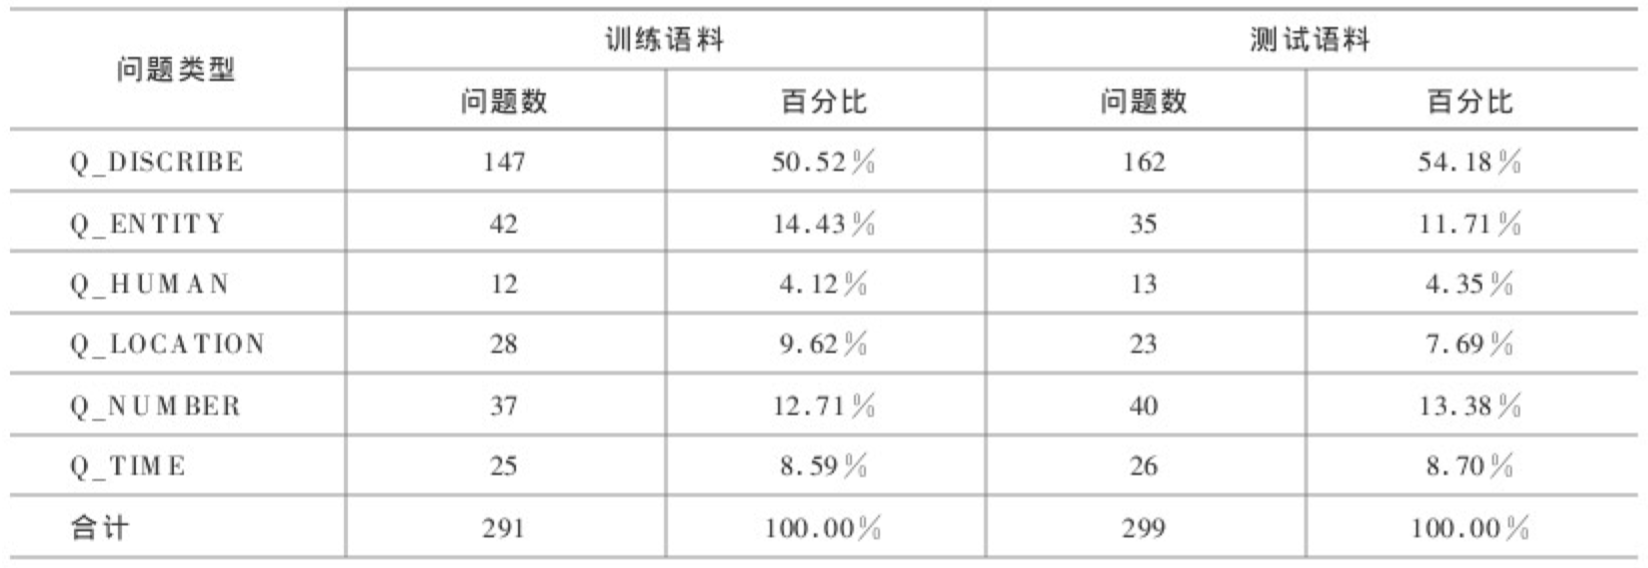 问题类型 训练语料 测试语料
问题数 百分比 问题数 百分比
Q_DISCRIBE 147 50.52% 162 54.18%
Q_ENTITY 42 14.43% 35 11.71%
Q_HUMAN 12 4.12% 13 4.35%
Q_LOCATION 28 9.62% 23 7.69%
Q_NUMBER 37 12.71% 40 13.38%
Q_TIME 25 8.59% 26 8.70%
合计 291 100.00% 299 100.00%